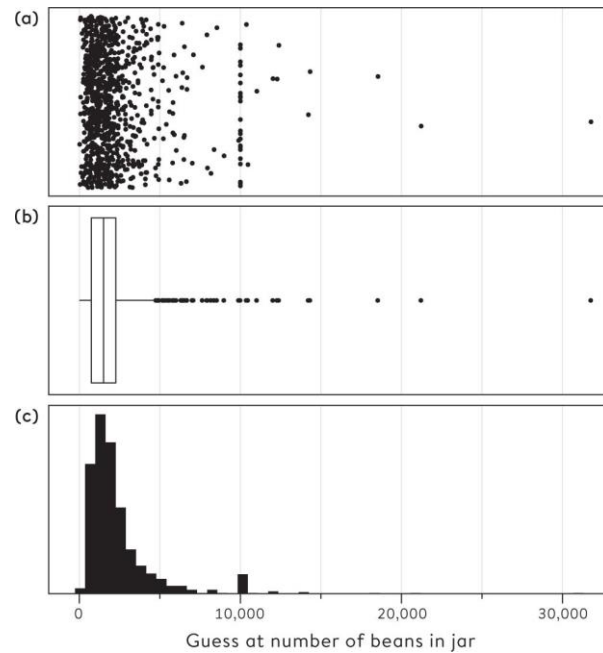 (a)
(b)
(c)
0 10,000 20,000 30,000
Guess at number of beans in jar